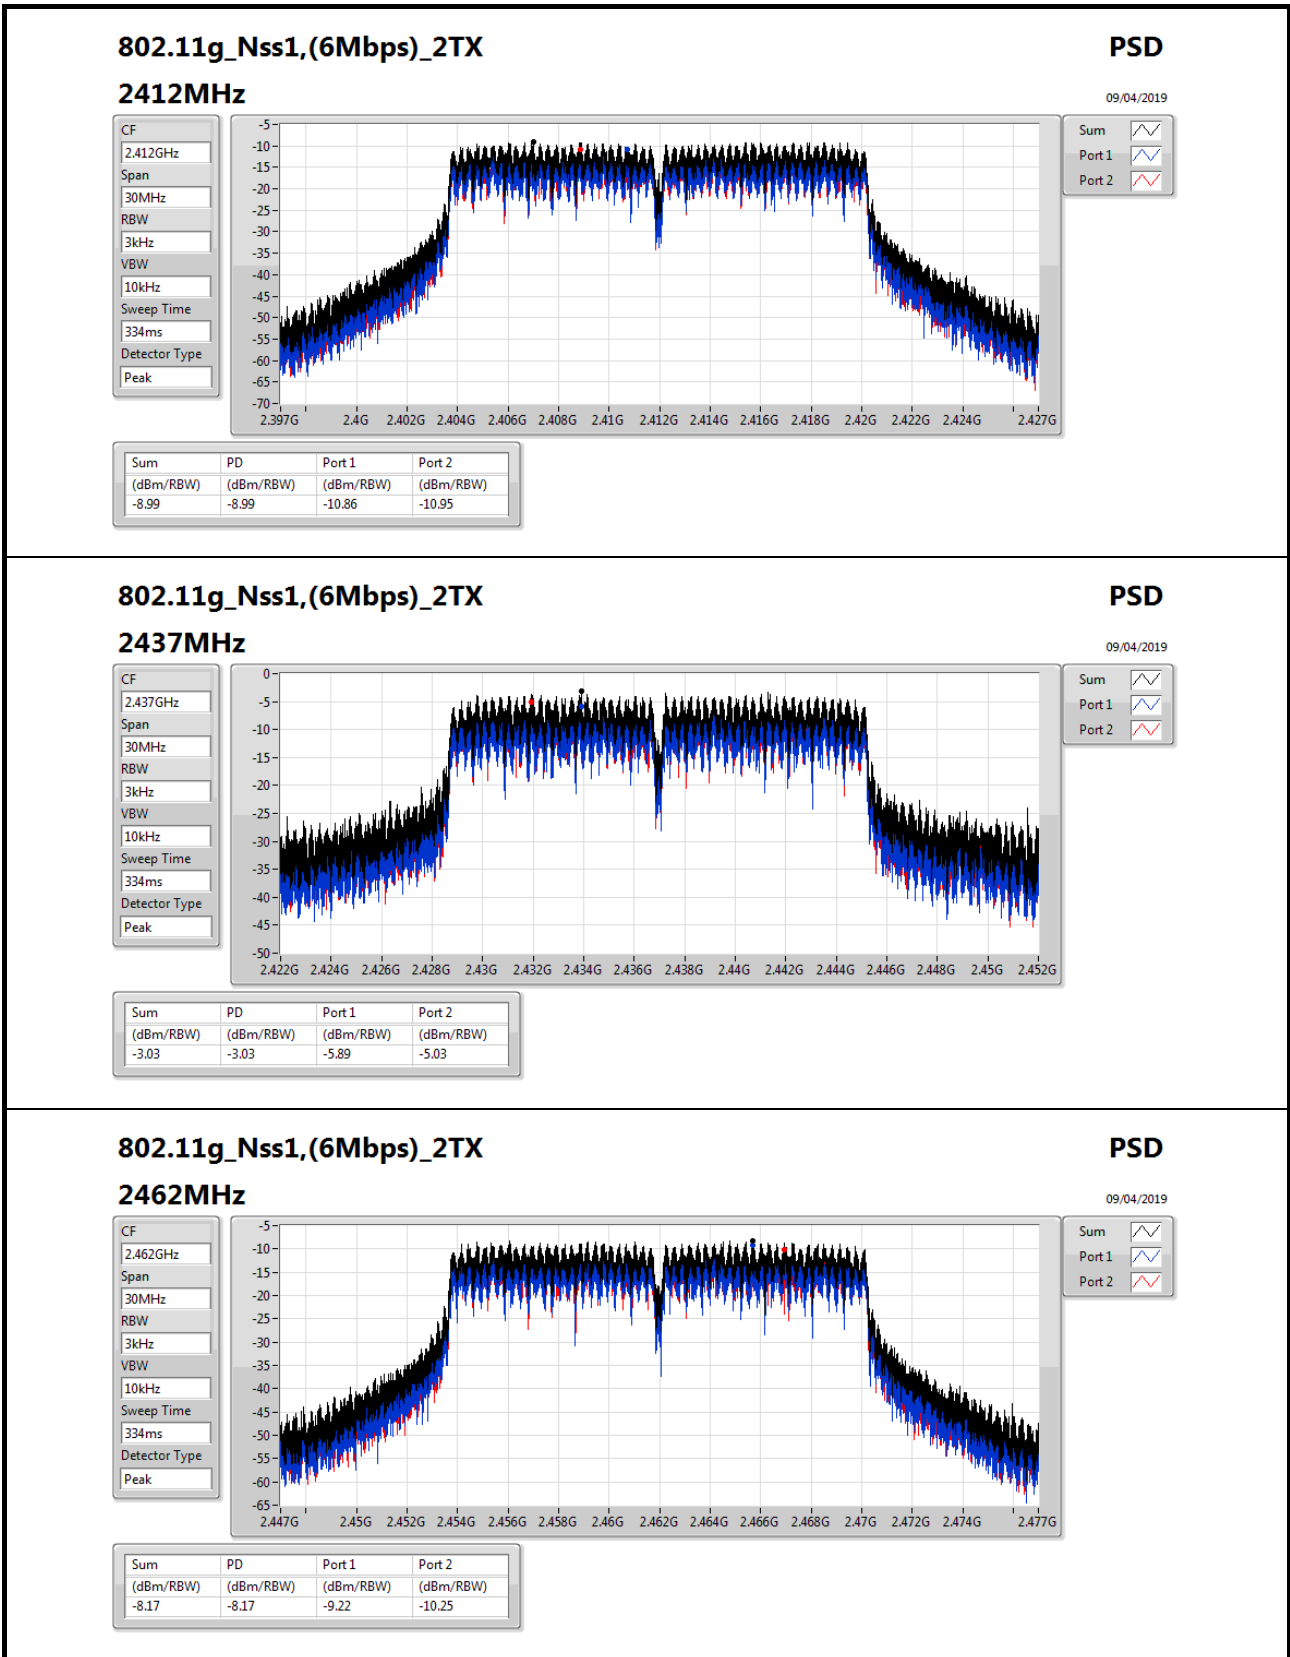 802.11g_Nss1,(6Mbps)_2TX PSD
2412MHz 09/04/2019
CF
2.412GHz
Span
30MHz
RBW
3kHz
VBW
10kHz
Sweep Time
334ms
Detector Type
Peak
-5
-10
-15
-20
-25
-30
-35
-40
-45
-50
-55
-60
-65
-70
2.397G 2.4G 2.402G 2.404G 2.406G 2.408G 2.41G 2.412G 2.414G 2.416G 2.418G 2.42G 2.422G 2.424G 2.427G
Sum
Port 1
Port 2
Sum PD Port 1 Port 2
(dBm/RBW) (dBm/RBW) (dBm/RBW) (dBm/RBW)
-8.99 -8.99 -10.86 -10.95
802.11g_Nss1,(6Mbps)_2TX PSD
2437MHz 09/04/2019
CF
2.437GHz
Span
30MHz
RBW
3kHz
VBW
10kHz
Sweep Time
334ms
Detector Type
Peak
0
-5
-10
-15
-20
-25
-30
-35
-40
-45
-50
2.422G 2.424G 2.426G 2.428G 2.43G 2.432G 2.434G 2.436G 2.438G 2.44G 2.442G 2.444G 2.446G 2.448G 2.45G 2.452G
Sum
Port 1
Port 2
Sum PD Port 1 Port 2
(dBm/RBW) (dBm/RBW) (dBm/RBW) (dBm/RBW)
-3.03 -3.03 -5.89 -5.03
802.11g_Nss1,(6Mbps)_2TX PSD
2462MHz 09/04/2019
CF
2.462GHz
Span
30MHz
RBW
3kHz
VBW
10kHz
Sweep Time
334ms
Detector Type
Peak
-5
-10
-15
-20
-25
-30
-35
-40
-45
-50
-55
-60
-65
2.447G 2.45G 2.452G 2.454G 2.456G 2.458G 2.46G 2.462G 2.464G 2.466G 2.468G 2.47G 2.472G 2.474G 2.477G
Sum
Port 1
Port 2
Sum PD Port 1 Port 2
(dBm/RBW) (dBm/RBW) (dBm/RBW) (dBm/RBW)
-8.17 -8.17 -9.22 -10.25